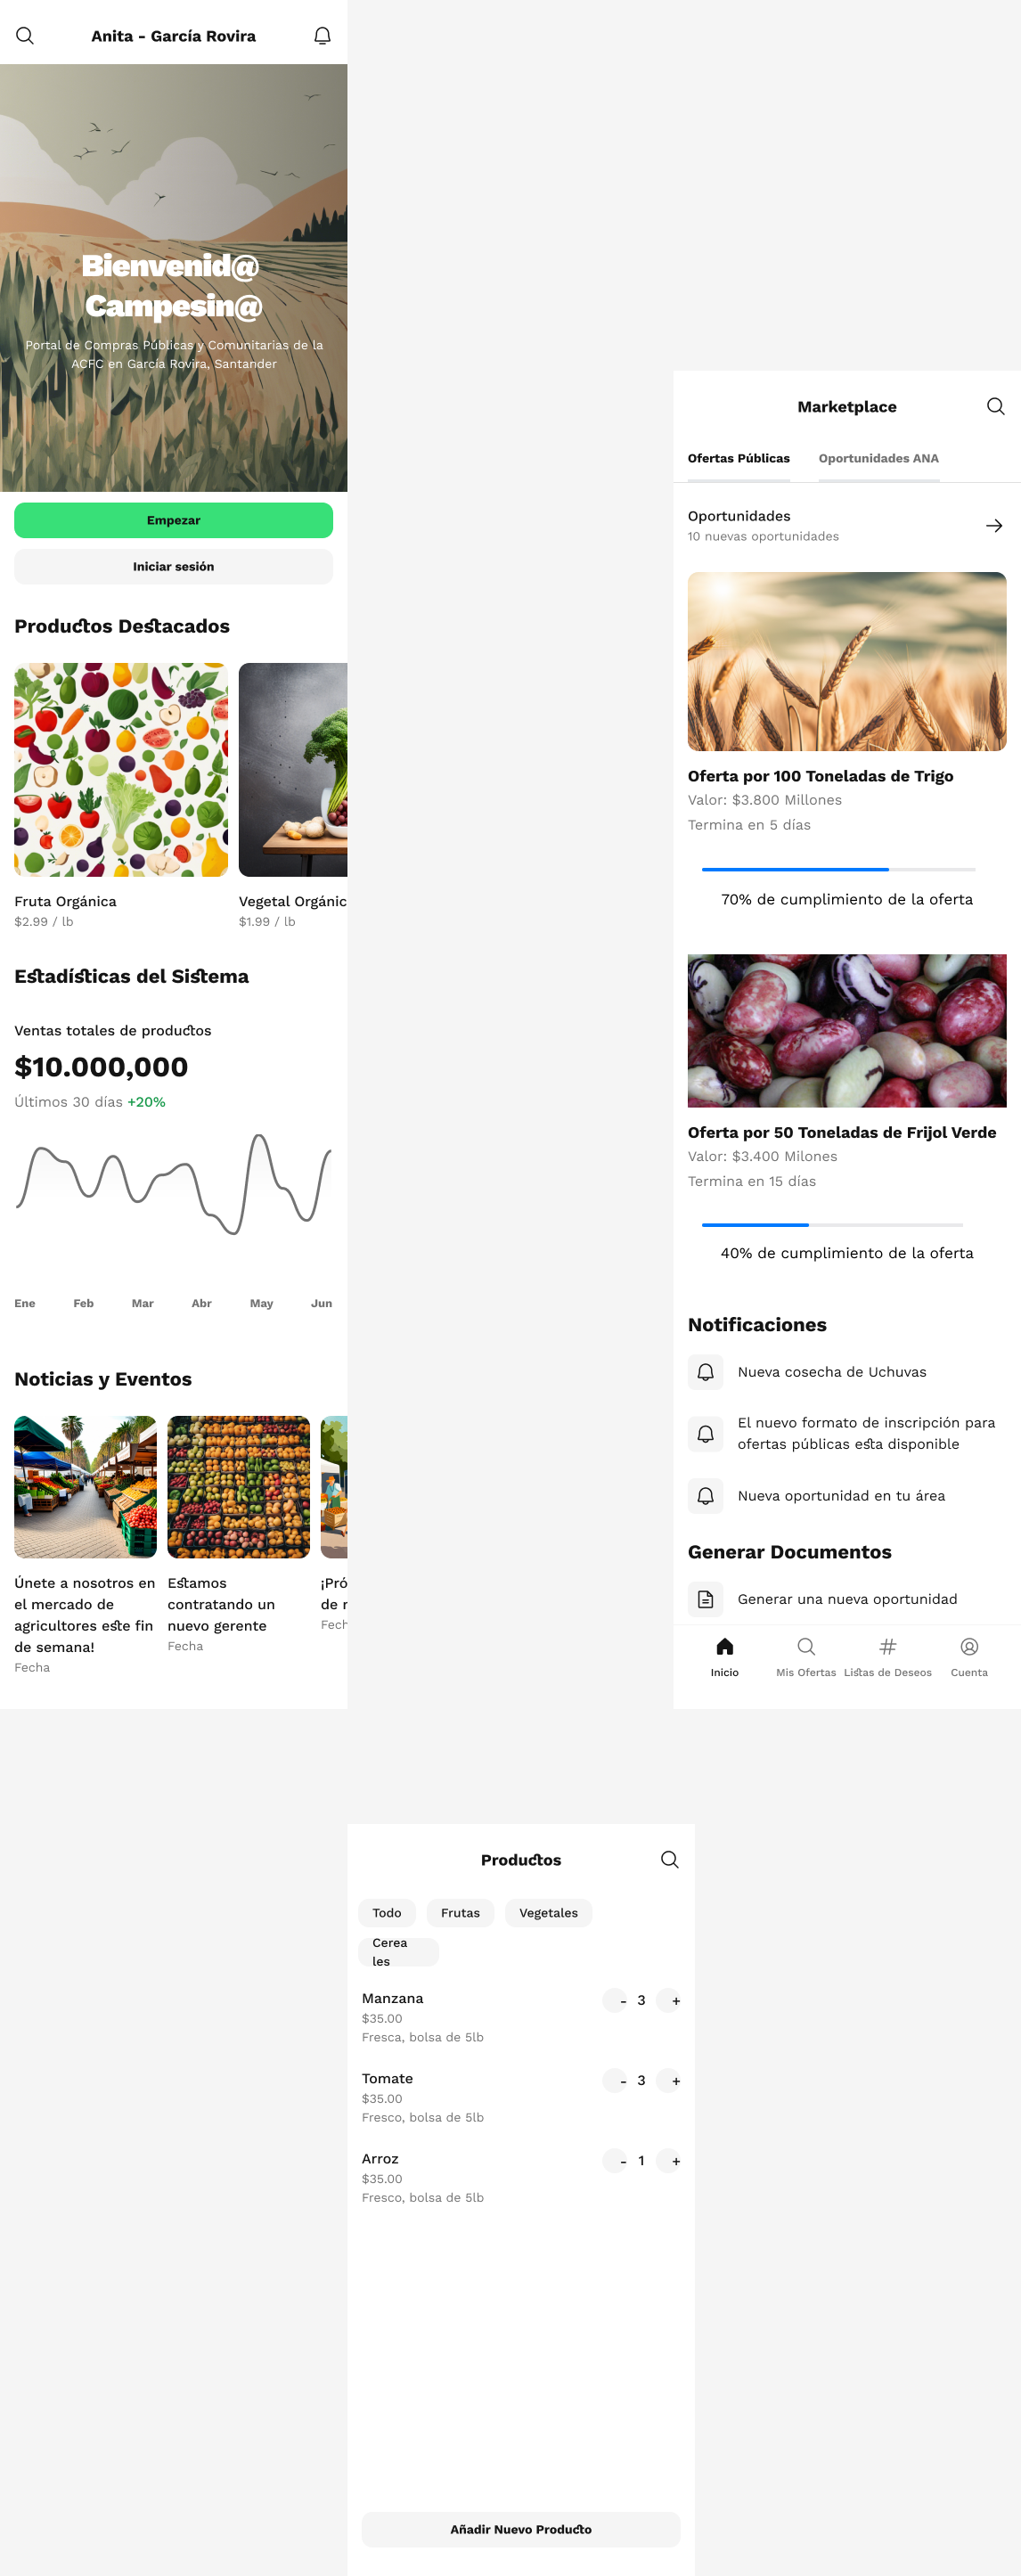 Anita - García Rovira
Bienvenid@
Campesin@
Portal de Compras Públicas y Comunitarias de la
ACFC en García Rovira, Santander
Empezar
Iniciar sesión
Productos Destacados
Fruta Orgánica
$2.99 / lb
Vegetal Orgánic
$1.99 / lb
Estadísticas del Sistema
Ventas totales de productos
$10.000,000
Últimos 30 días +20%
Ene Feb Mar Abr May Jun
Noticias y Eventos
Únete a nosotros en
el mercado de
agricultores este fin
de semana!
Fecha
Estamos
contratando un
nuevo gerente
Fecha
¡Pró
de
Fech
Marketplace
Ofertas Públicas Oportunidades ANA
Oportunidades
10 nuevas oportunidades
Oferta por 100 Toneladas de Trigo
Valor: $3.800 Millones
Termina en 5 días
70% de cumplimiento de la oferta
Oferta por 50 Toneladas de Frijol Verde
Valor: $3.400 Milones
Termina en 15 días
40% de cumplimiento de la oferta
Notificaciones
Nueva cosecha de Uchuvas
El nuevo formato de inscripción para
ofertas públicas esta disponible
Nueva oportunidad en tu área
Generar Documentos
Generar una nueva oportunidad
Inicio Mis Ofertas Listas de Deseos Cuenta
Productos
Todo Frutas Vegetales
Cerea
les
Manzana
- 3 +
$35.00
Fresca, bolsa de 5lb
Tomate
- 3 +
$35.00
Fresco, bolsa de 5lb
Arroz
- 1 +
$35.00
Fresco, bolsa de 5lb
Añadir Nuevo Producto